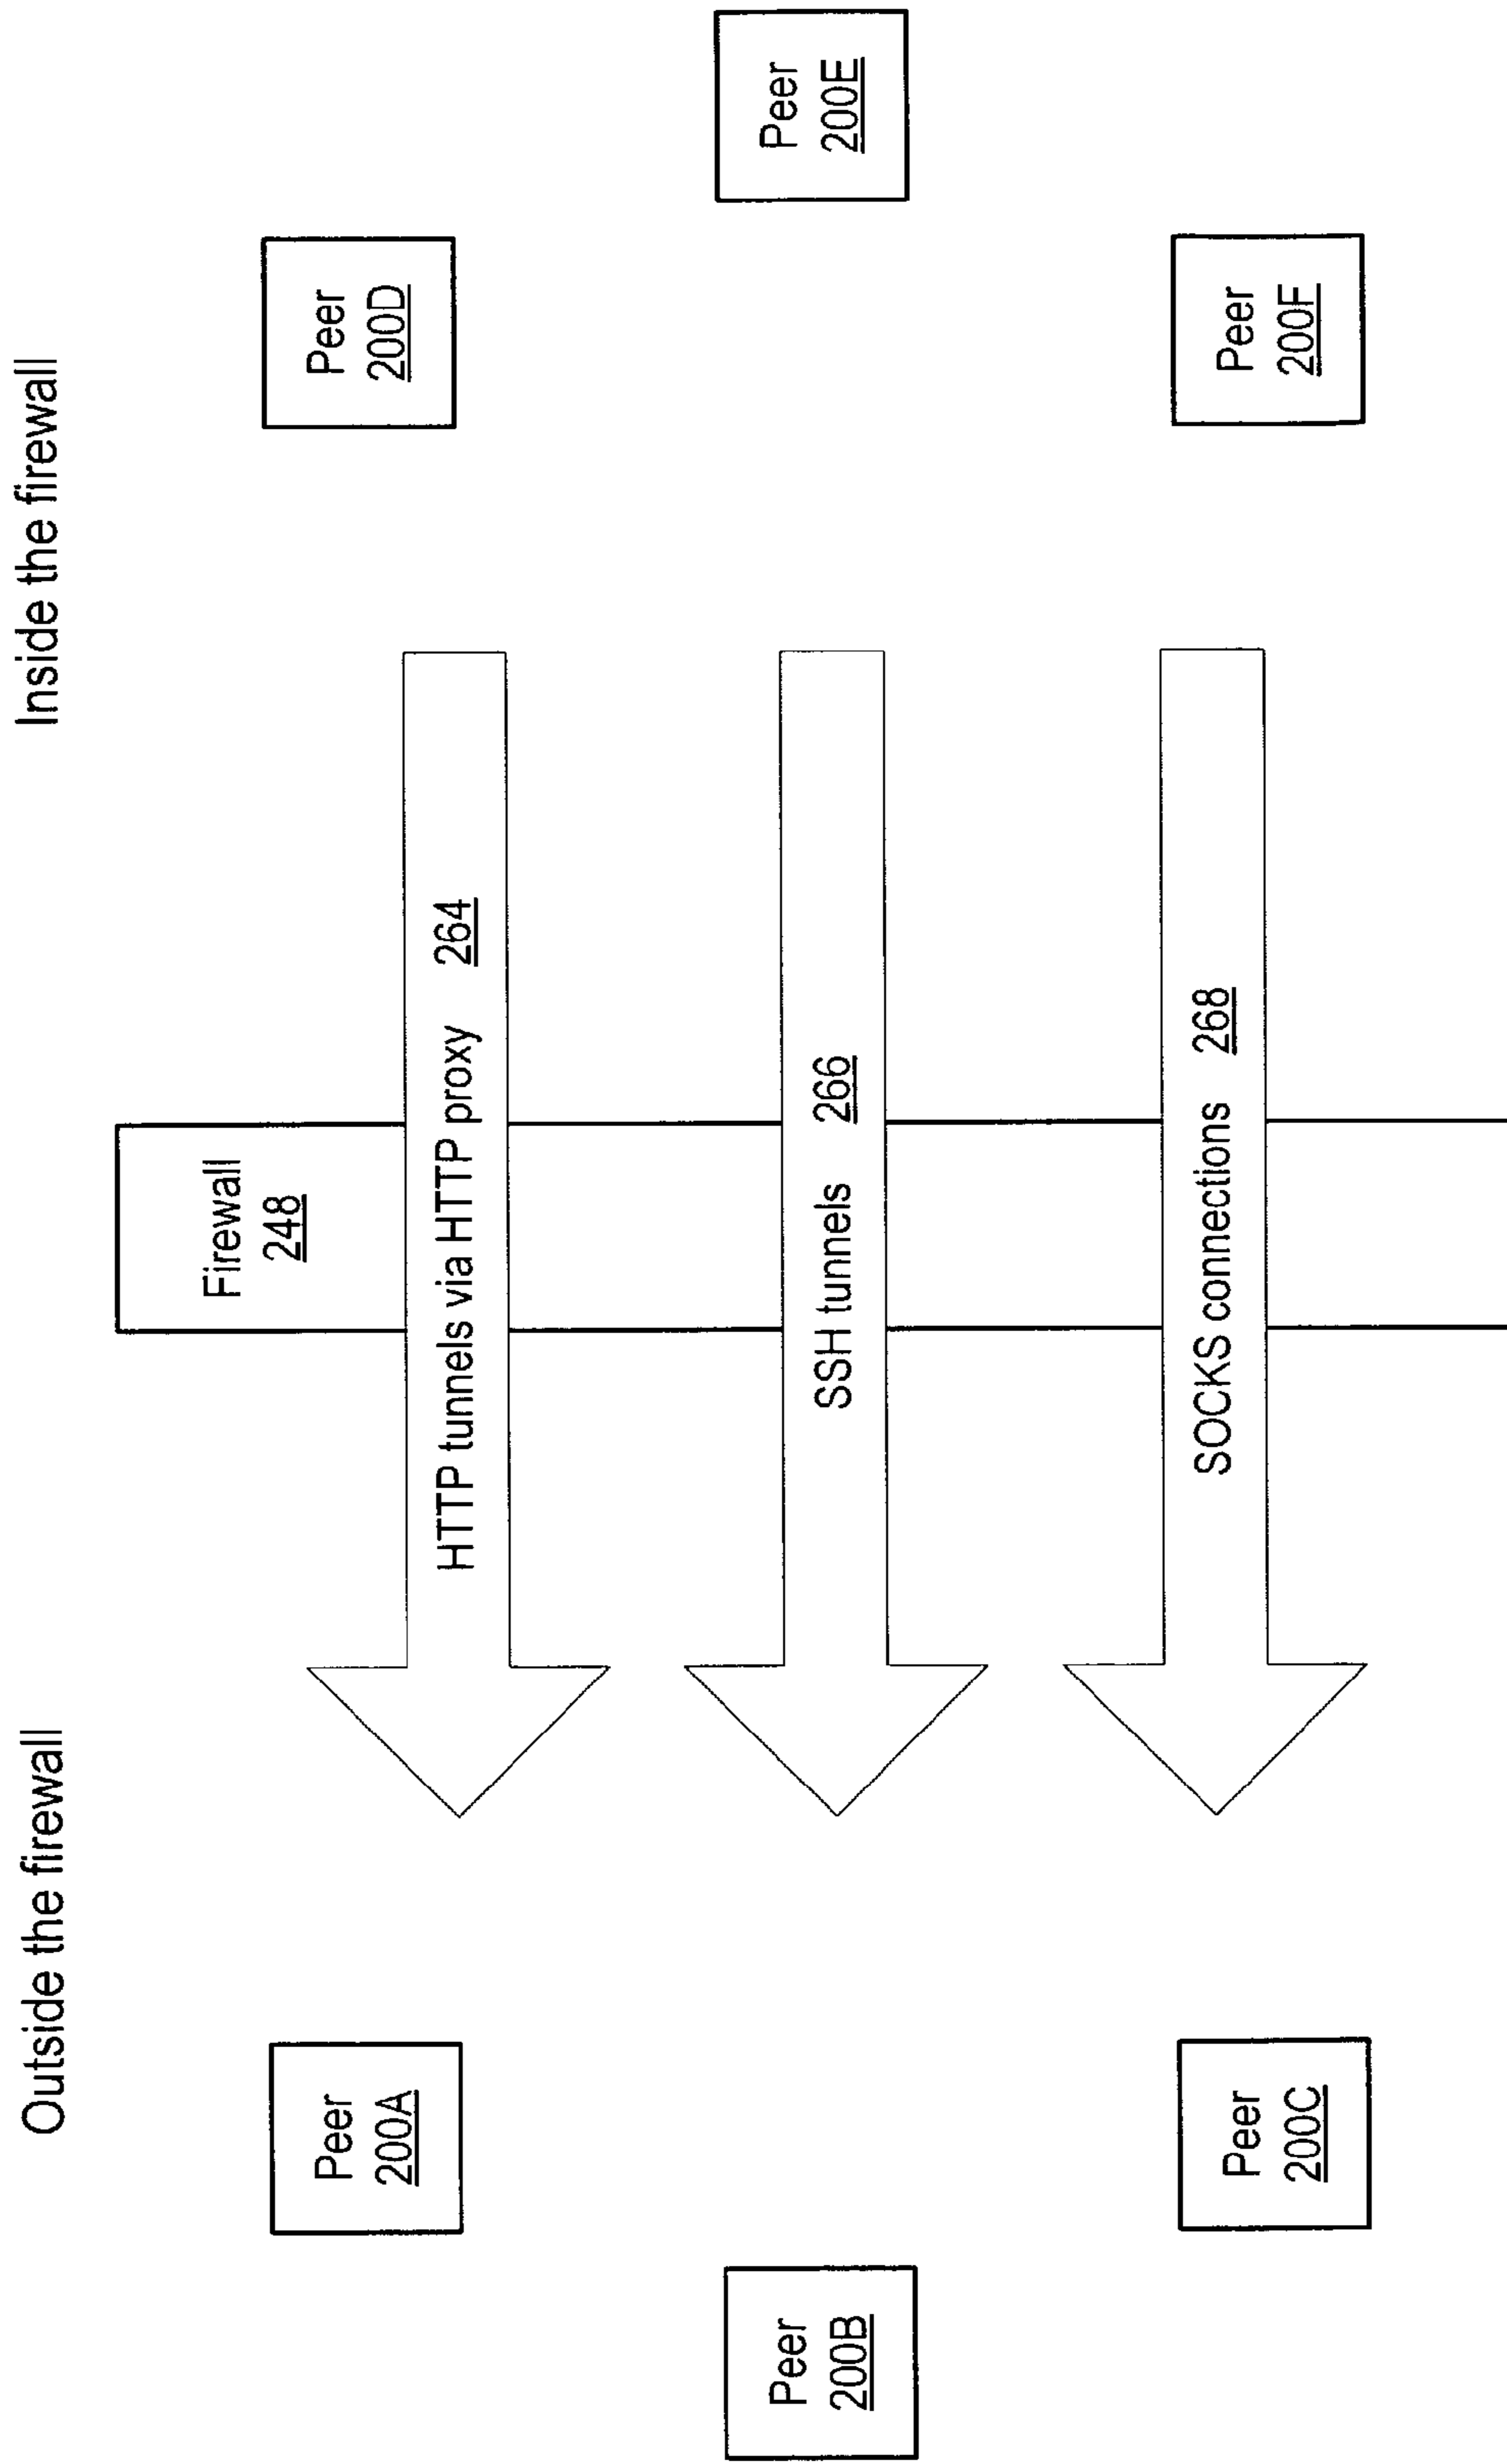 Outside the firewall
Inside the firewall
Firewall
248
Peer
200A
Peer
200D
HTTP tunnels via HTTP proxy 264
Peer
200B
SSH tunnels 266
Peer
200E
Peer
200C
SOCKS connections 268
Peer
200F